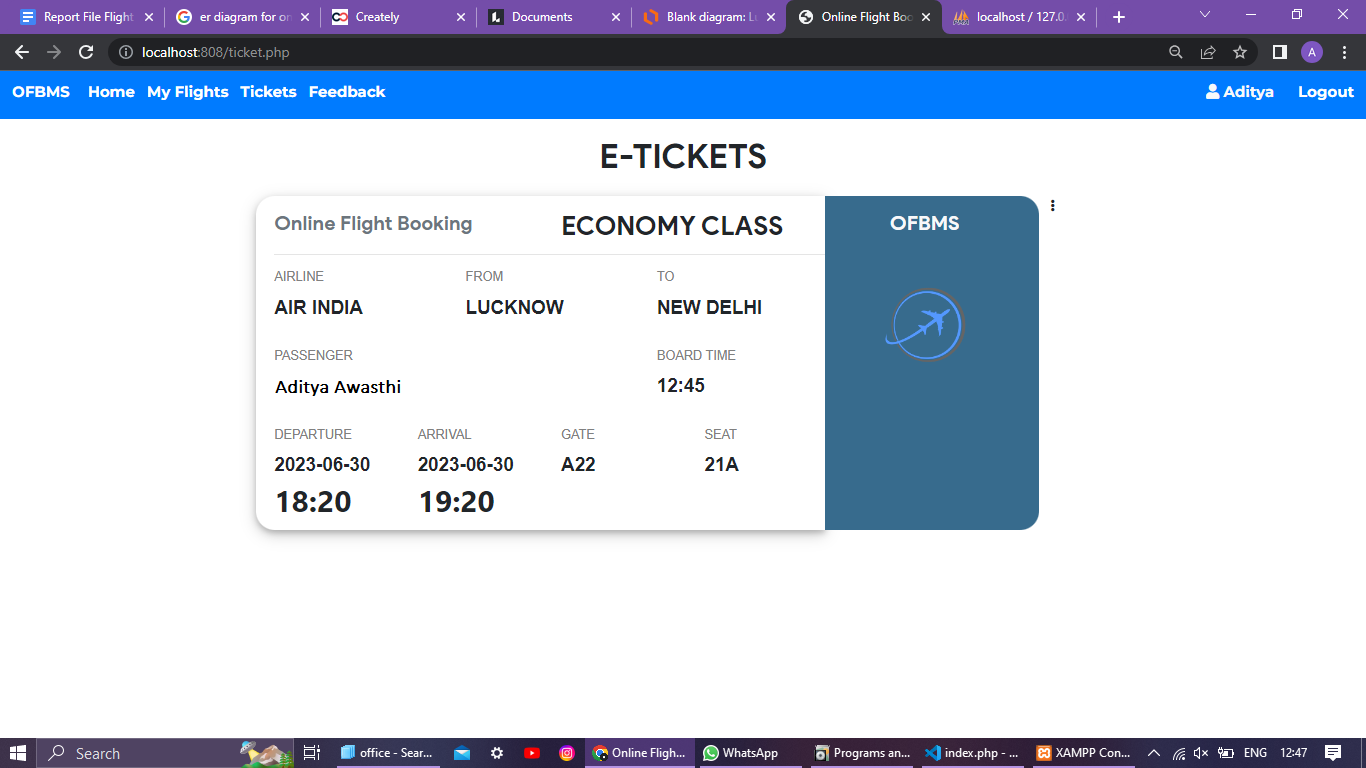 Report File Flight
er diagram for on
Creately
Documents
Blank diagram: Lu
Online Flight Boo
localhost / 127.0.
localhost:808/ticket.php
A
OFBMS Home My Flights Tickets Feedback Aditya Logout
E-TICKETS
Online Flight Booking ECONOMY CLASS OFBMS
AIRLINE FROM TO
AIR INDIA LUCKNOW NEW DELHI
PASSENGER BOARD TIME
Aditya Awasthi 12:45
DEPARTURE ARRIVAL GATE SEAT
2023-06-30 2023-06-30 A22 21A
18:20 19:20
Search
office - Sear...
Online Fligh...
WhatsApp
Programs an...
index.php - ...
XAMPP Con...
ENG
12:47